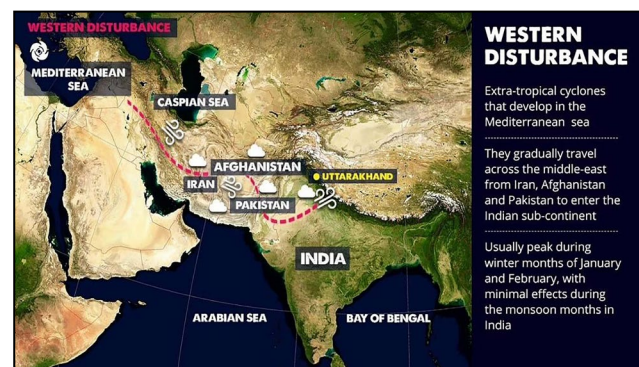 WESTERN DISTURBANCE
MEDITERRANEAN
SEA
CASPIAN SEA
AFGHANISTAN
IRAN
UTTARAKHAND
PAKISTAN
INDIA
ARABIAN SEA
BAY OF BENGAL
WESTERN
DISTURBANCE
Extra-tropical cyclones
that develop in the
Mediterranean sea
They gradually travel
across the middle-east
from Iran, Afghanistan
and Pakistan to enter the
Indian sub-continent
Usually peak during
winter months of January
and February, with
minimal effects during
the monsoon months in
India